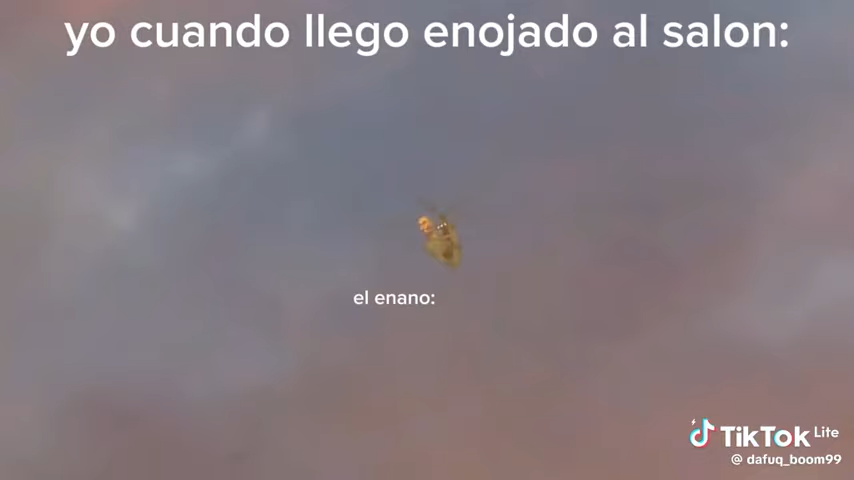 yo cuando llego enojado al salon:
el enano:
TikTok Lite
@ dafuq_boom99